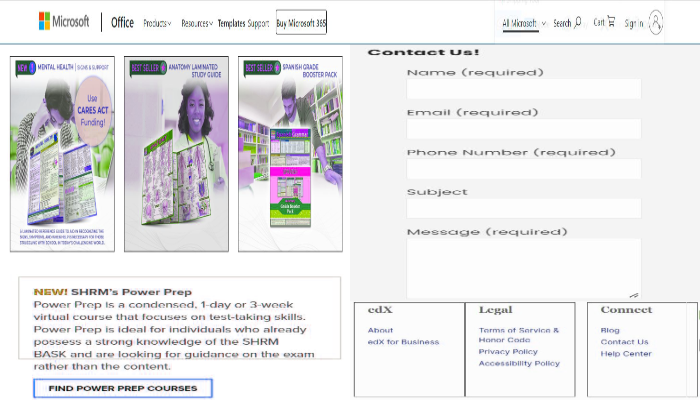 Microsoft
Office
Products
Resources
Templates
Support
Buy Microsoft 365
All Microsoft
Search
Cart
Sign in
NEW
MENTAL HEALTH
SIGNS & SUPPORT
Use
CARES ACT
Funding!
BEST SELLER
ANATOMY LAMINATED
STUDY GUIDE
BEST SELLER
SPANISH GRADE
BOOSTER PACK
Contact Us!
Name (required)
Email (required)
Phone Number (required)
Subject
Message (required)
NEW! SHRM's Power Prep
Power Prep is a condensed, 1-day or 3-week
virtual course that focuses on test-taking skills.
Power Prep is ideal for individuals who already
possess a strong knowledge of the SHRM
BASK and are looking for guidance on the exam
rather than the content.
FIND POWER PREP COURSES
edX
About
edX for Business
Legal
Terms of Service &
Honor Code
Privacy Policy
Accessibility Policy
Connect
Blog
Contact Us
Help Center